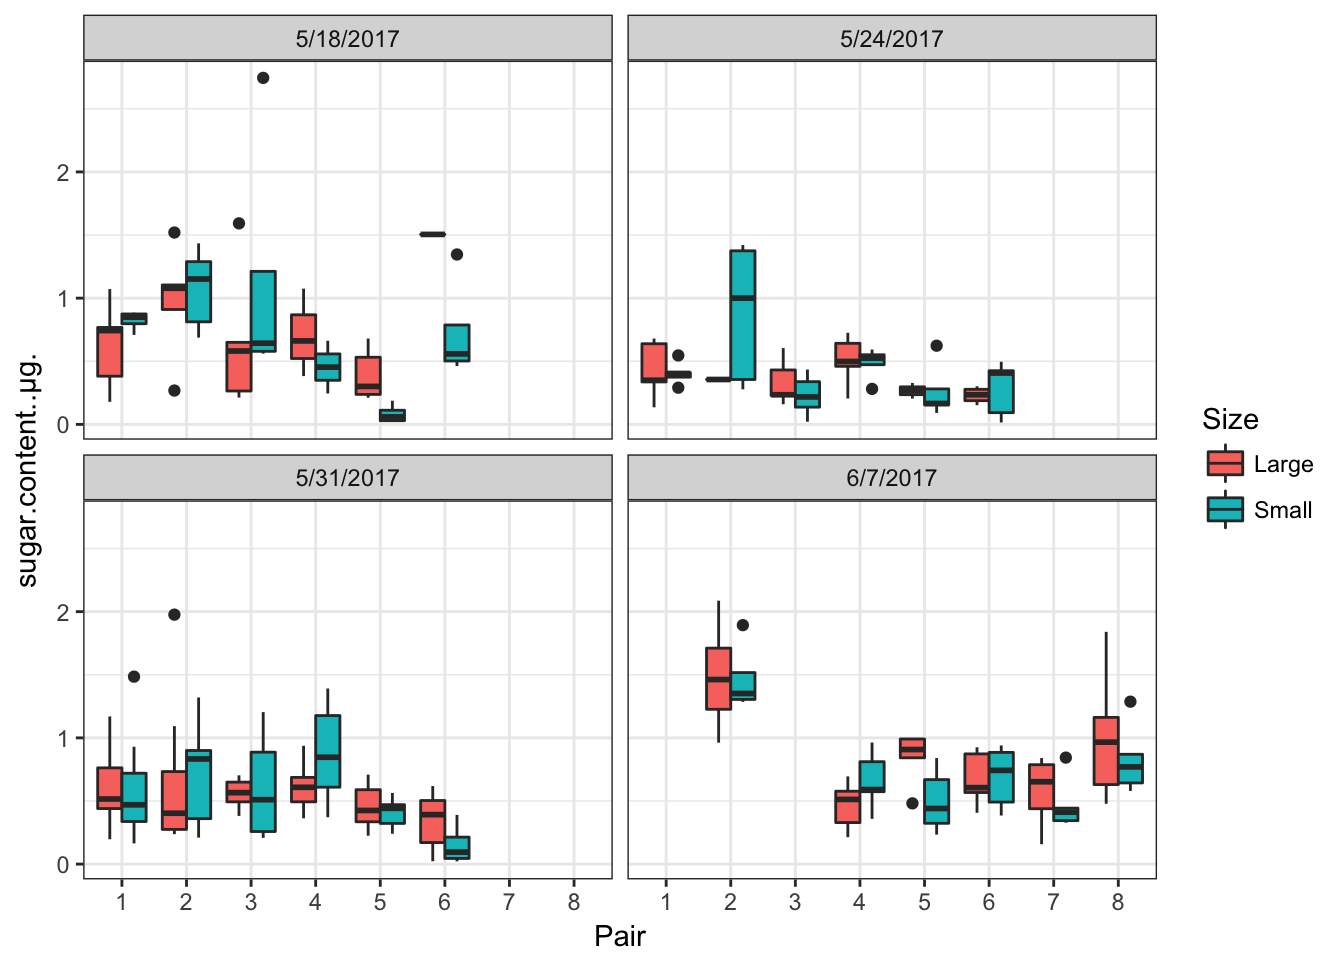 5/18/2017
5/24/2017
2
1
0
5/31/2017
6/7/2017
2
1
0
1 2 3 4 5 6 7 8
1 2 3 4 5 6 7 8
Pair
sugar.content..µg.
Size
Large
Small